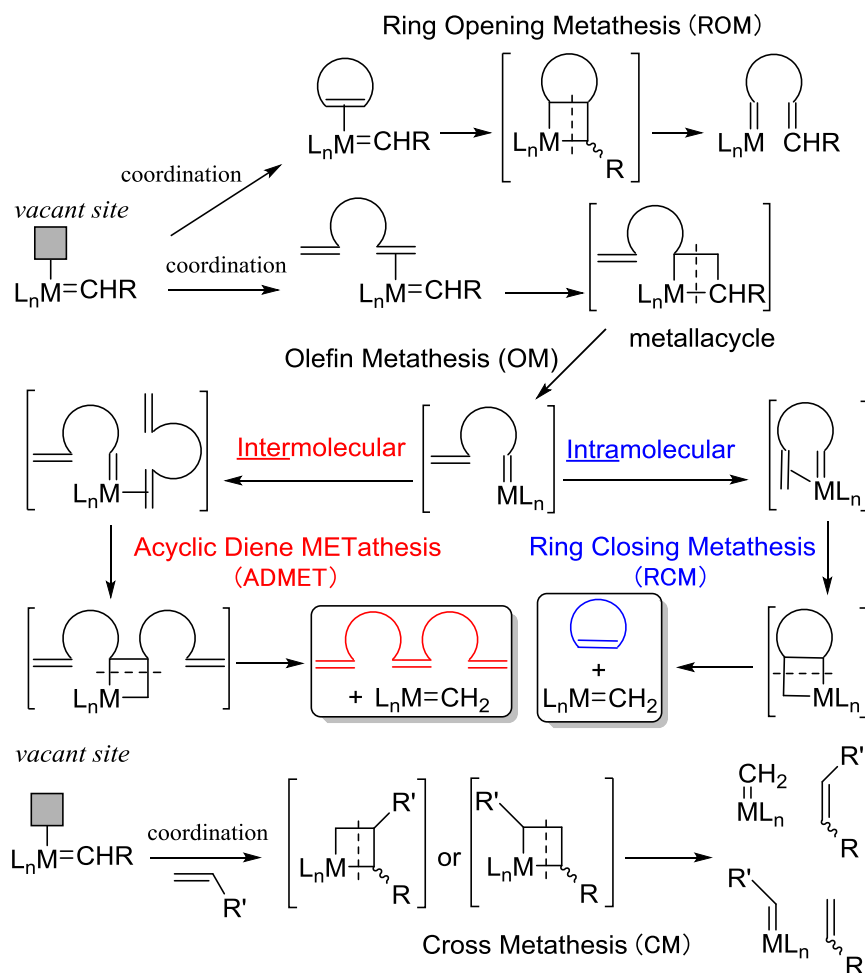 Ring Opening Metathesis (ROM)
LnM=CHR
LnM
R
LnM
CHR
coordination
vacant site
LnM=CHR
coordination
LnM=CHR
LnM
CHR
metallacycle
Olefin Metathesis (OM)
LnM
Intermolecular
MLn
Intramolecular
MLn
Acyclic Diene METathesis
(ADMET)
Ring Closing Metathesis
(RCM)
LnM
+ LnM=CH2
+
LnM=CH2
MLn
vacant site
LnM=CHR
coordination
R'
R'
LnM
R
or
R'
LnM
R
CH2
MLn
R'
R
R'
MLn
R
Cross Metathesis (CM)